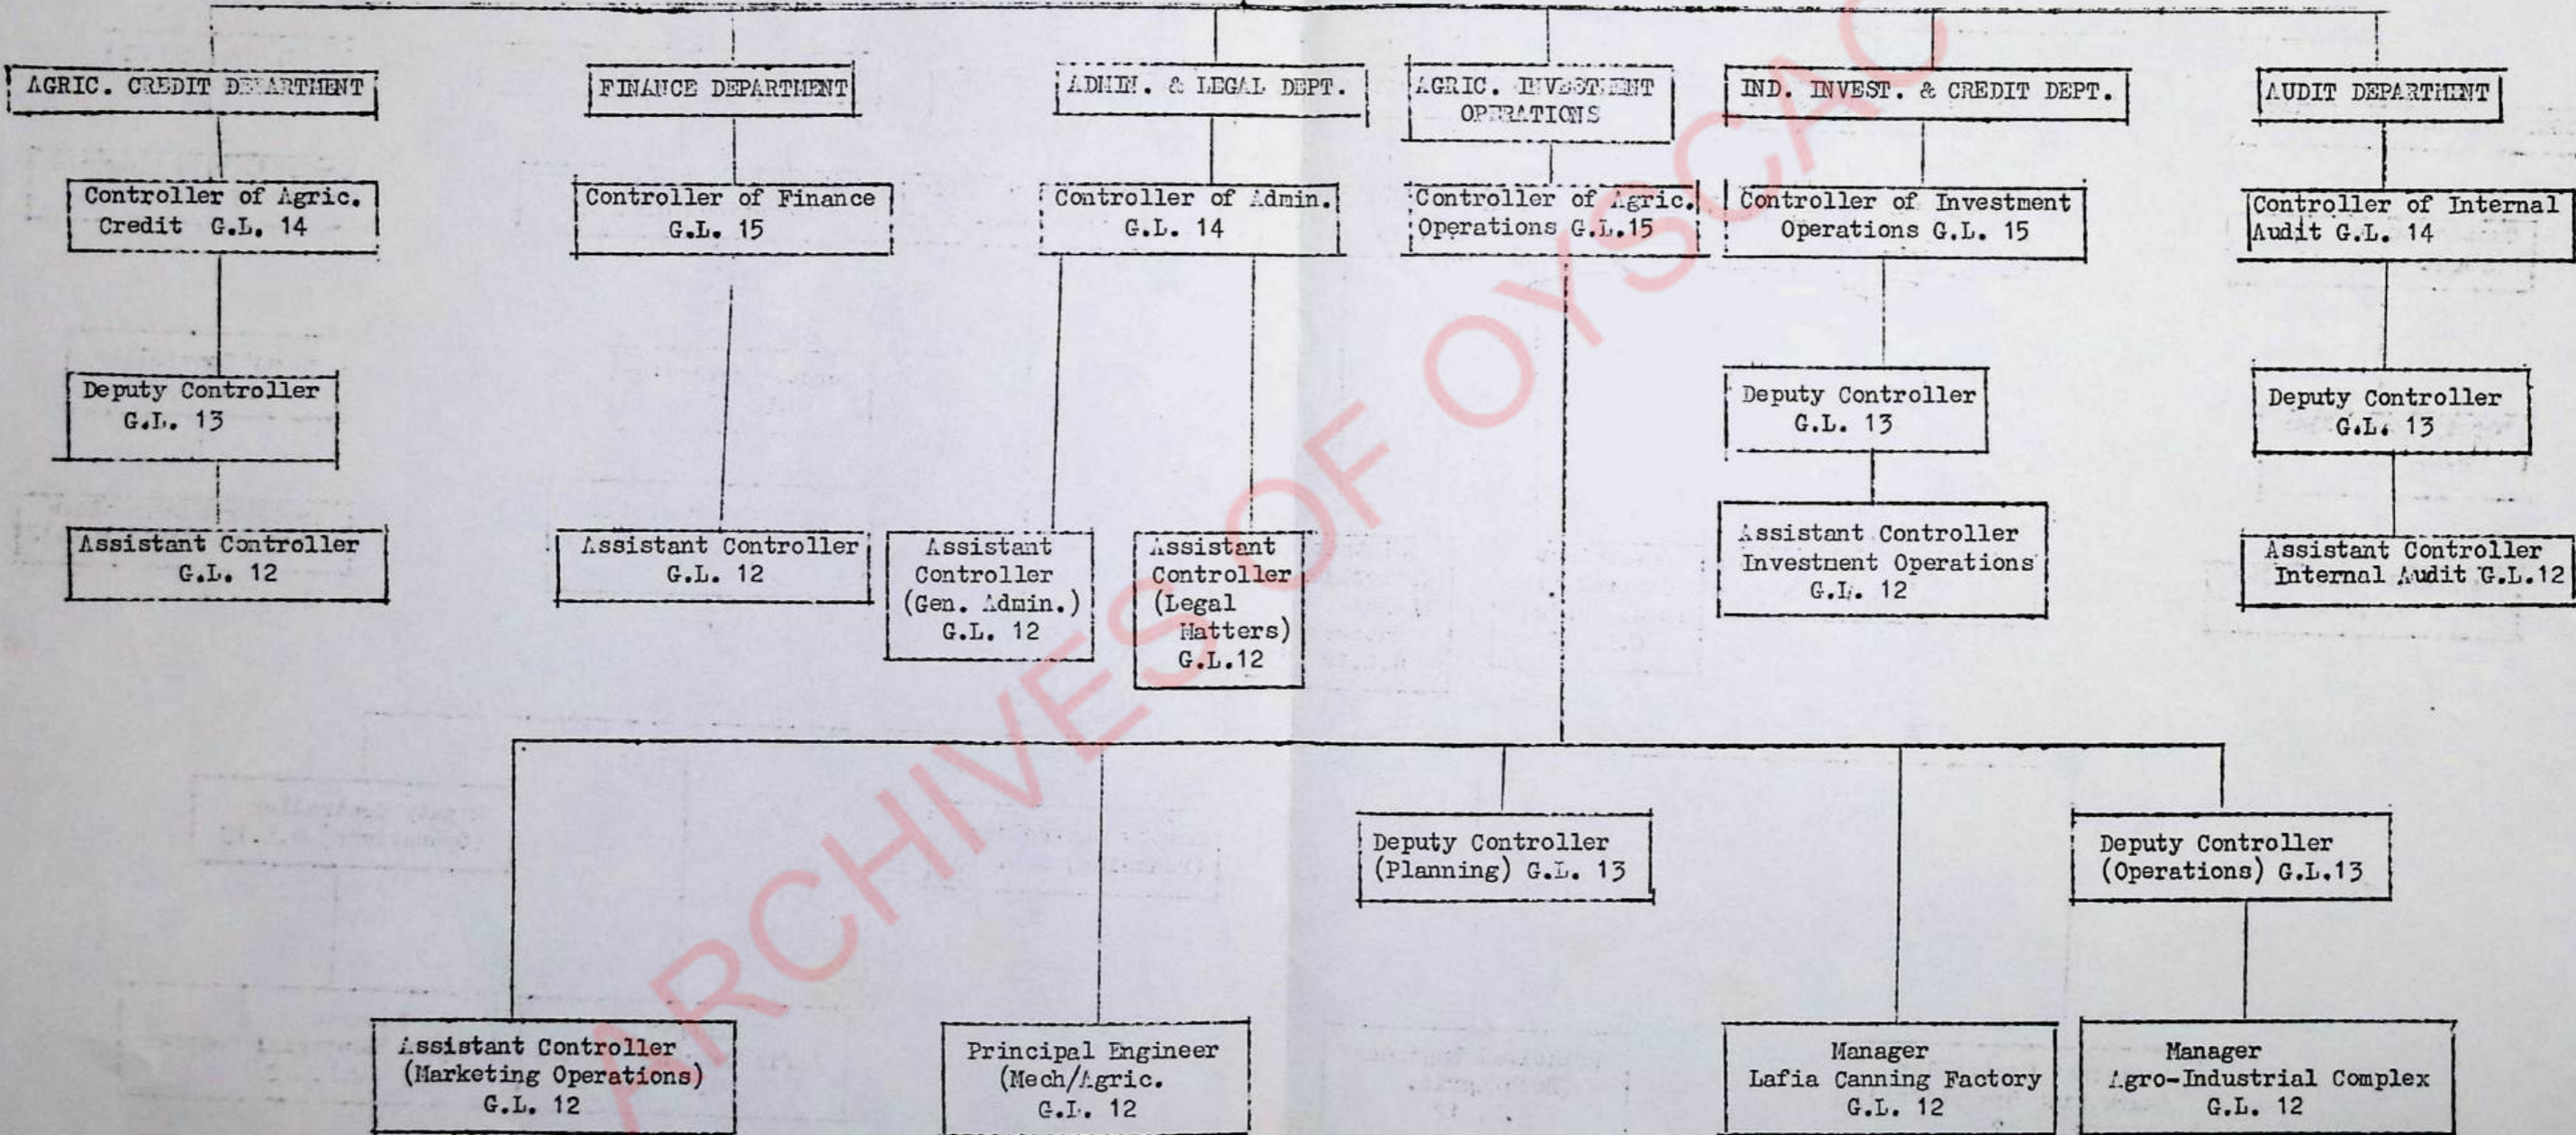 AGRIC. CREDIT DEPARTMENT
FINANCE DEPARTMENT
ADMIN. & LEGAL DEPT.
AGRIC. INVESTMENT
OPERATIONS
IND. INVEST. & CREDIT DEPT.
AUDIT DEPARTMENT
Controller of Agric.
Credit G.L. 14
Controller of Finance
G.L. 15
Controller of Admin.
G.L. 14
Controller of Agric.
Operations G.L.15
Controller of Investment
Operations G.L. 15
Controller of Internal
Audit G.L. 14
Deputy Controller
G.L. 13
Deputy Controller
G.L. 13
Deputy Controller
G.L. 13
Assistant Controller
G.L. 12
Assistant Controller
G.L. 12
Assistant
Controller
(Gen. Admin.)
G.L. 12
Assistant
Controller
(Legal
Matters)
G.L.12
Assistant Controller
Investment Operations
G.L. 12
Assistant Controller
Internal Audit G.L.12
Deputy Controller
(Planning) G.L. 13
Deputy Controller
(Operations) G.L.13
Assistant Controller
(Marketing Operations)
G.L. 12
Principal Engineer
(Mech/Agric.
G.L. 12
Manager
Lafia Canning Factory
G.L. 12
Manager
Agro-Industrial Complex
G.L. 12
ARCHIVES OF OYSCAC